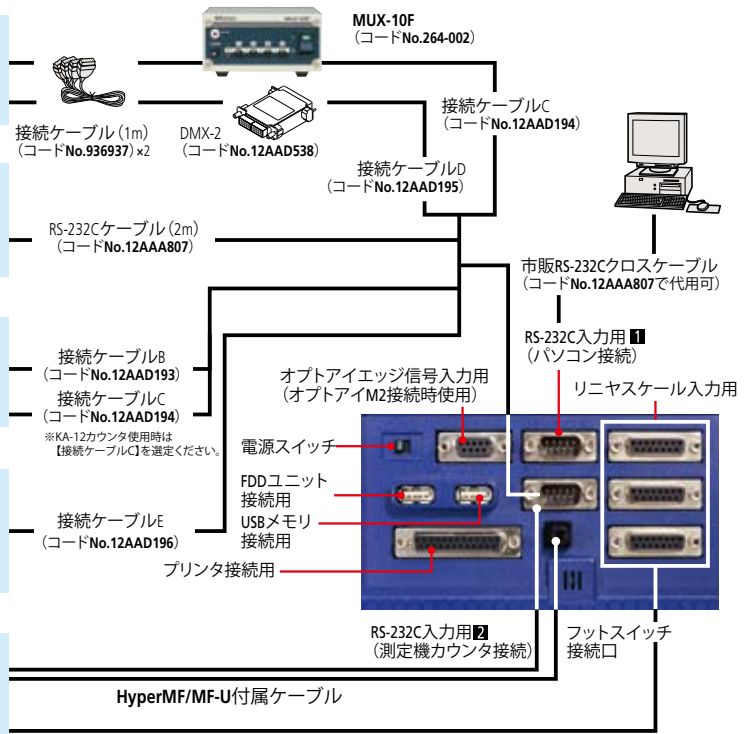 MUX-10F
（コードNo.264-002）
接続ケーブルC
（コードNo.12AAD194）
接続ケーブル（1m）
（コードNo.936937）×2
DMX-2
（コードNo.12AAD538）
接続ケーブルD
（コードNo.12AAD195）
RS-232Cケーブル（2m）
（コードNo.12AAA807）
市販RS-232Cクロスケーブル
（コードNo.12AAA807で代用可）
RS-232C入力用1
（パソコン接続）
接続ケーブルB
（コードNo.12AAD193）
接続ケーブルC
（コードNo.12AAD194）
※KA-12カウンタ使用時は
【接続ケーブルC】を選定ください。
オプトアイエッジ信号入力用
（オプトアイM2接続時使用）
リニヤスケール入力用
電源スイッチ
FDDユニット
接続用
USBメモリ
接続用
接続ケーブルE
（コードNo.12AAD196）
プリンタ接続用
RS-232C入力用2
（測定機カウンタ接続）
フットスイッチ
接続口
HyperMF/MF-U付属ケーブル